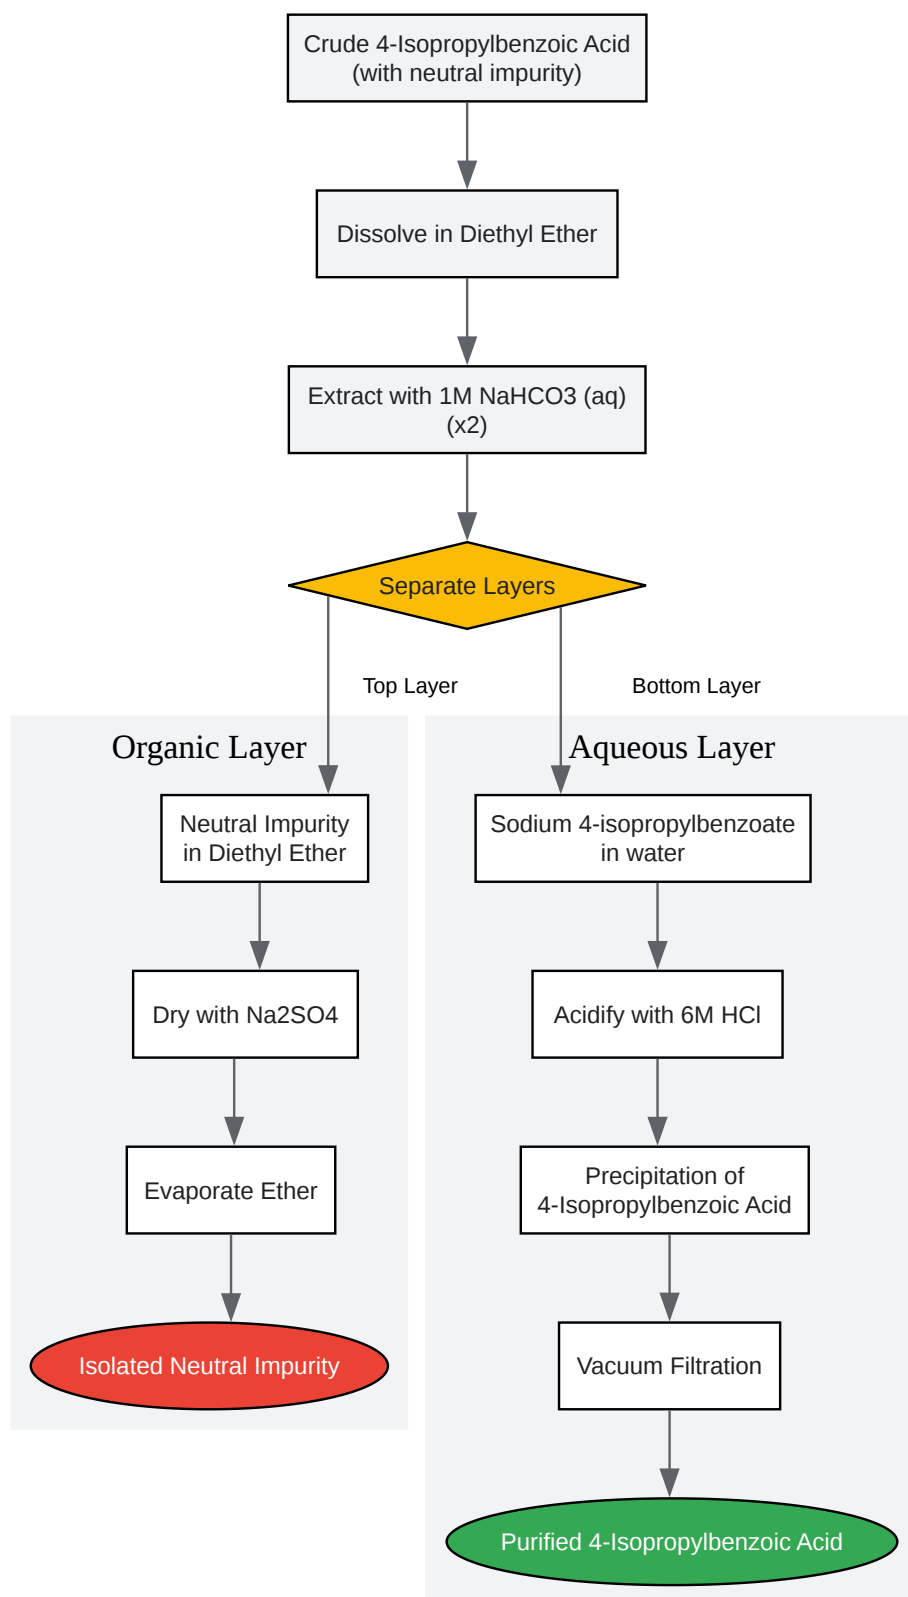 Crude 4-Isopropylbenzoic Acid
(with neutral impurity)
Dissolve in Diethyl Ether
Extract with 1M NaHCO3 (aq)
(x2)
Separate Layers
Top Layer
Bottom Layer
Organic Layer
Neutral Impurity
in Diethyl Ether
Dry with Na2SO4
Evaporate Ether
Isolated Neutral Impurity
Aqueous Layer
Sodium 4-isopropylbenzoate
in water
Acidify with 6M HCl
Precipitation of
4-Isopropylbenzoic Acid
Vacuum Filtration
Purified 4-Isopropylbenzoic Acid